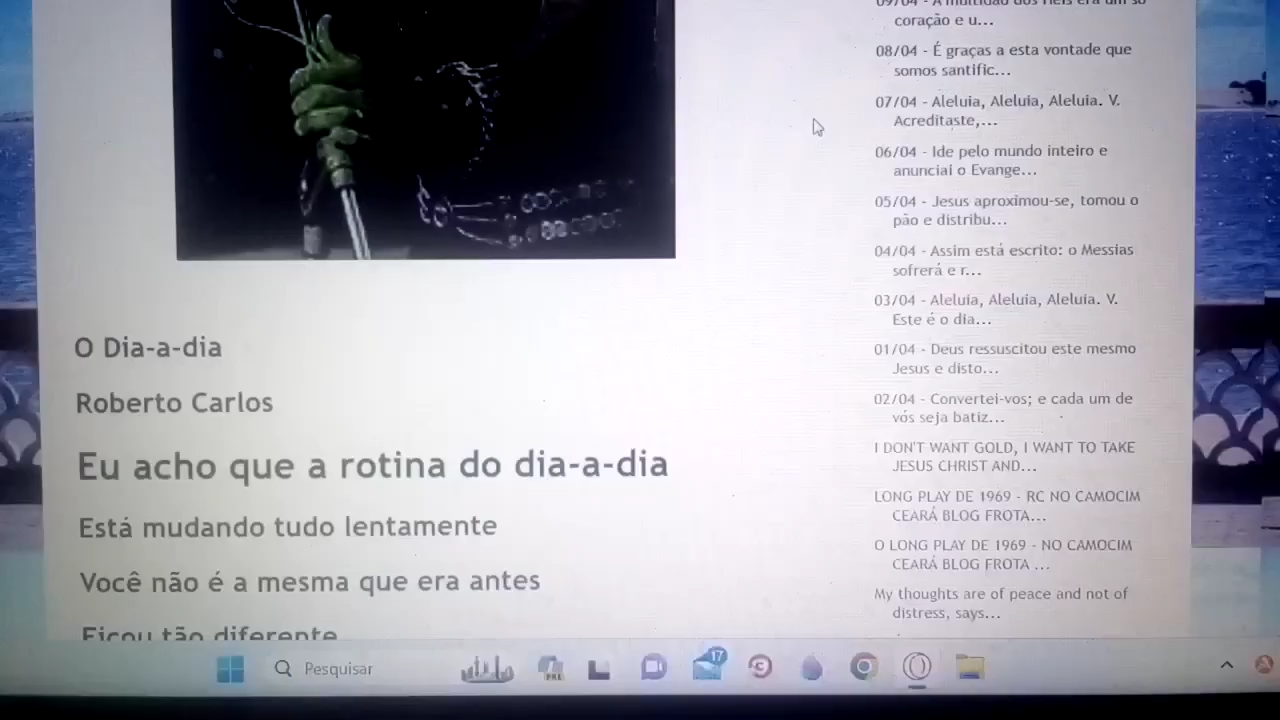 O Dia-a-dia
Roberto Carlos
Eu acho que a rotina do dia-a-dia
Está mudando tudo lentamente
Você não é a mesma que era antes
Ficou tão diferente
coração e u...
08/04 - É graças a esta vontade que
somos santific...
07/04 - Aleluia, Aleluia, Aleluia. V.
Acreditaste,...
06/04 - Ide pelo mundo inteiro e
anunciai o Evange...
05/04 - Jesus aproximou-se, tomou o
pão e distribu...
04/04 - Assim está escrito: o Messias
sofrerá e r...
03/04 - Aleluia, Aleluia, Aleluia. V.
Este é o dia...
01/04 - Deus ressuscitou este mesmo
Jesus e disto...
02/04 - Convertei-vos; e cada um de
vós seja batiz...
I DON'T WANT GOLD, I WANT TO TAKE
JESUS CHRIST AND...
LONG PLAY DE 1969 - RC NO CAMOCIM
CEARÁ BLOG FROTA...
O LONG PLAY DE 1969 - NO CAMOCIM
CEARÁ BLOG FROTA ...
My thoughts are of peace and not of
distress, says...
Pesquisar
PRE
17